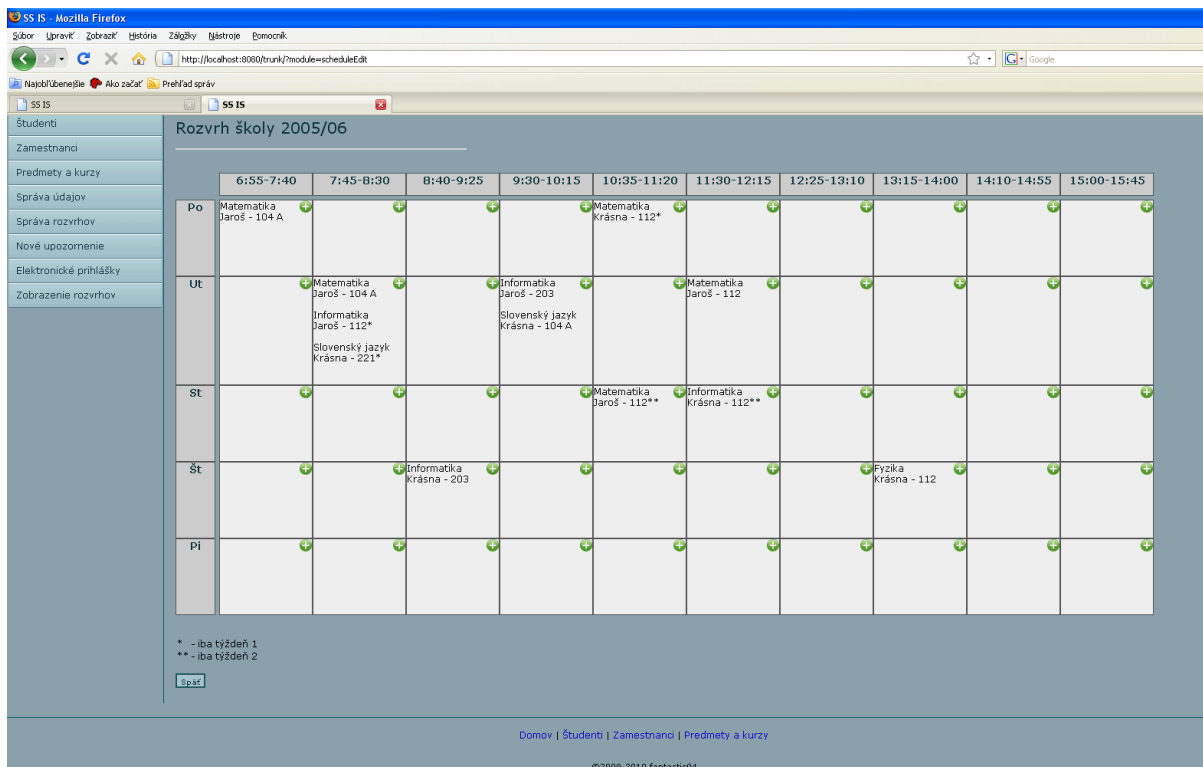 SS IS - Mozilla Firefox
Súbor Upraviť Zobraziť História Záložky Nástroje Pomocník
http://localhost:8080/trunk/?module=scheduleEdit
G Google
Najobľúbenejšie Ako začať Prehľad správ
SS IS
SS IS
Študenti
Zamestnanci
Predmety a kurzy
Správa údajov
Správa rozvrhov
Nové upozornenie
Elektronické prihlášky
Zobrazenie rozvrhov
Rozvrh školy 2005/06
6:55-7:40 7:45-8:30 8:40-9:25 9:30-10:15 10:35-11:20 11:30-12:15 12:25-13:10 13:15-14:00 14:10-14:55 15:00-15:45
Po
Matematika
Jaroš - 104 A
Matematika
Krásna - 112*
Ut
Matematika
Jaroš - 104 A
Informatika
Jaroš - 112*
Slovenský jazyk
Krásna - 221*
Informatika
Jaroš - 203
Slovenský jazyk
Krásna - 104 A
Matematika
Jaroš - 112
St
Matematika
Jaroš - 112**
Informatika
Krásna - 112**
Št
Informatika
Krásna - 203
Fyzika
Krásna - 112
Pi
* - iba týždeň 1
** - iba týždeň 2
Späť
Domov | Študenti | Zamestnanci | Predmety a kurzy
©2009-2010 fantastic04